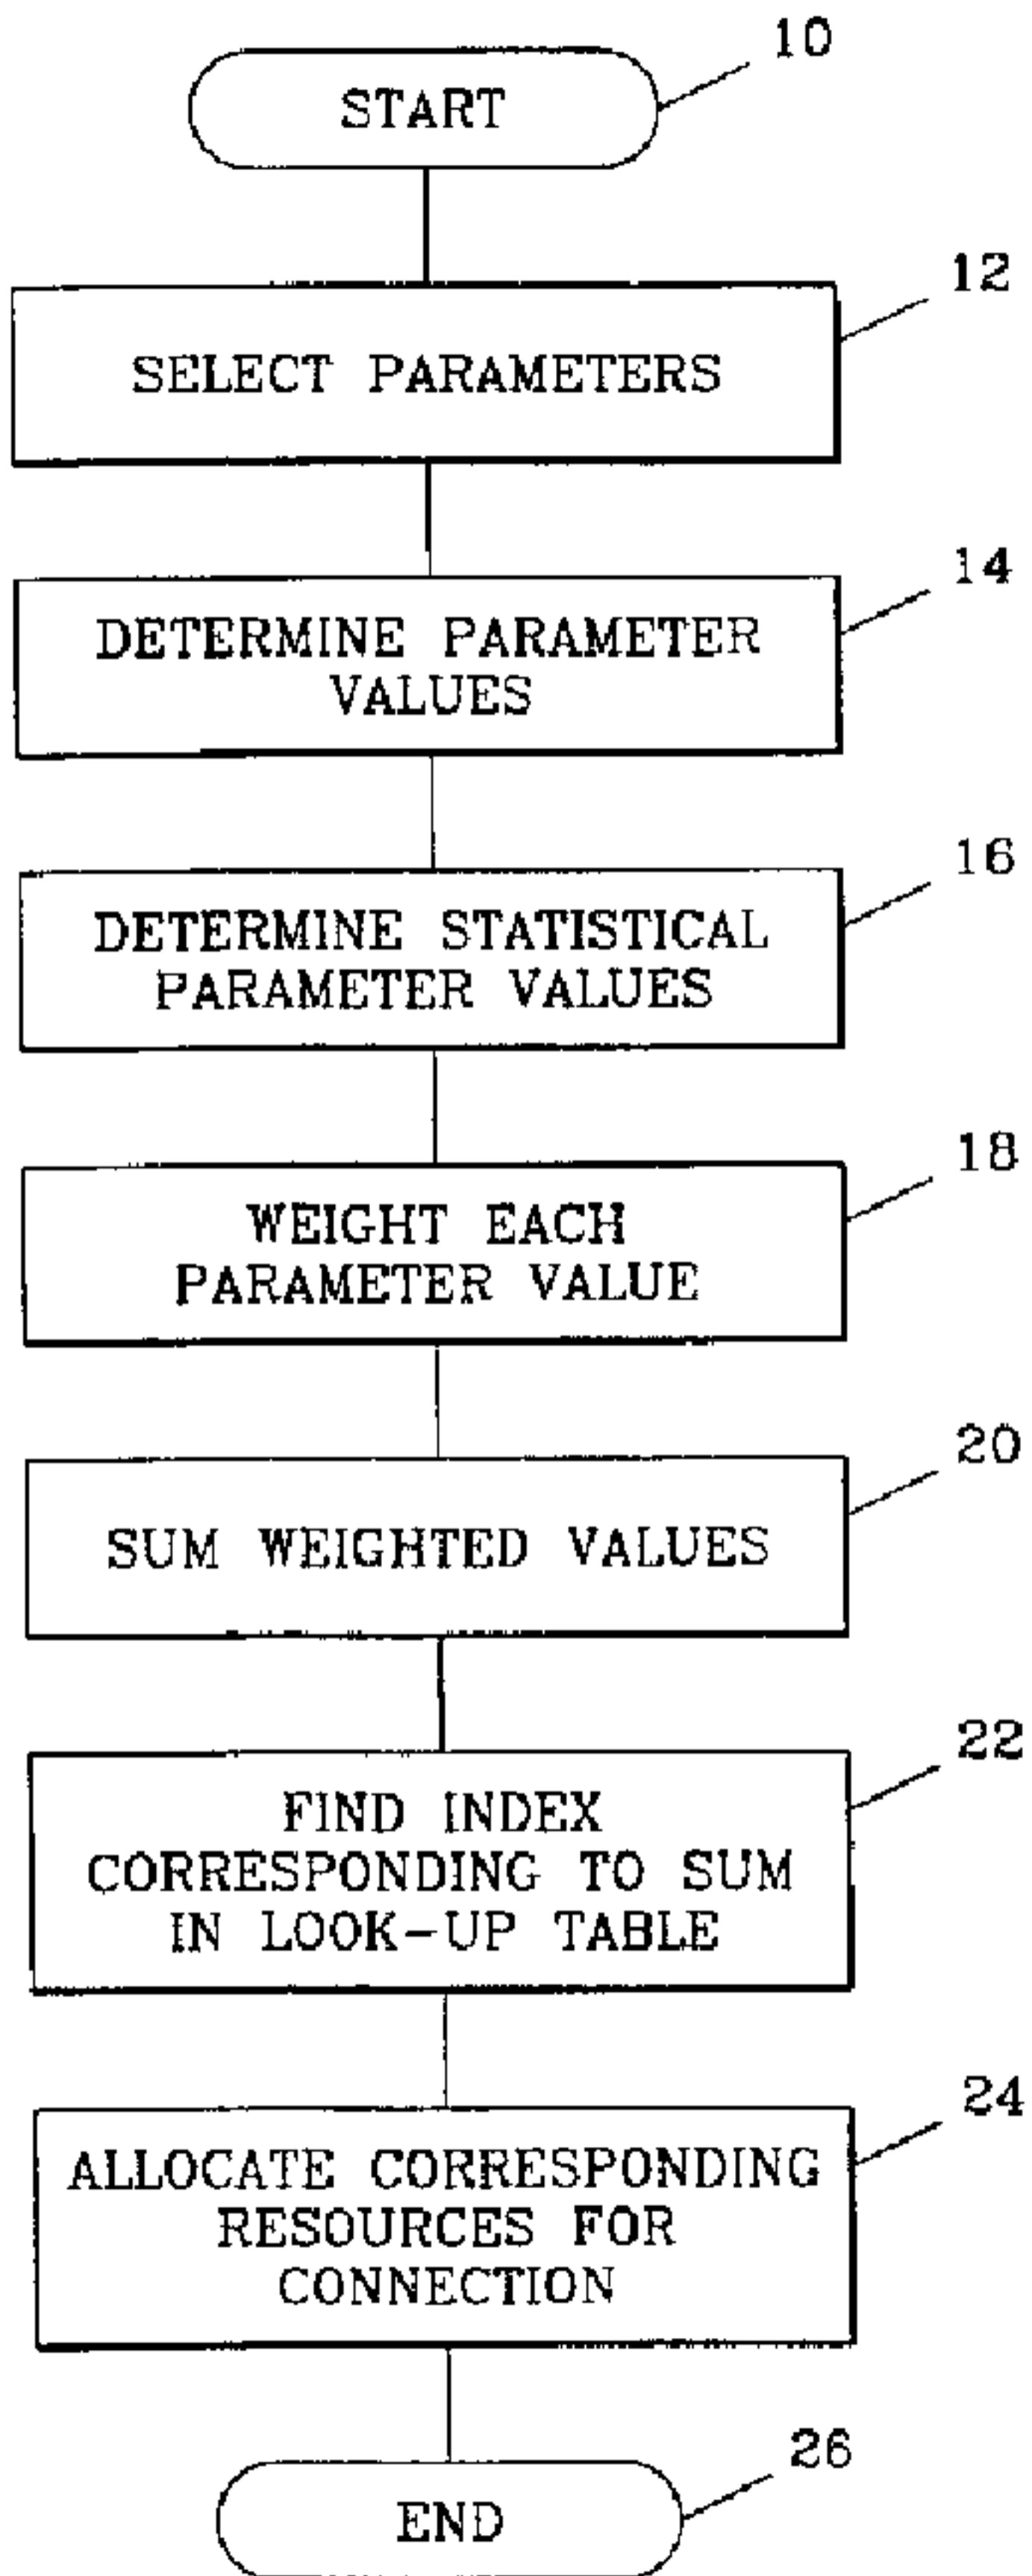 10
START
12
SELECT PARAMETERS
14
DETERMINE PARAMETER
VALUES
16
DETERMINE STATISTICAL
PARAMETER VALUES
18
WEIGHT EACH
PARAMETER VALUE
20
SUM WEIGHTED VALUES
22
FIND INDEX
CORRESPONDING TO SUM
IN LOOK-UP TABLE
24
ALLOCATE CORRESPONDING
RESOURCES FOR
CONNECTION
26
END